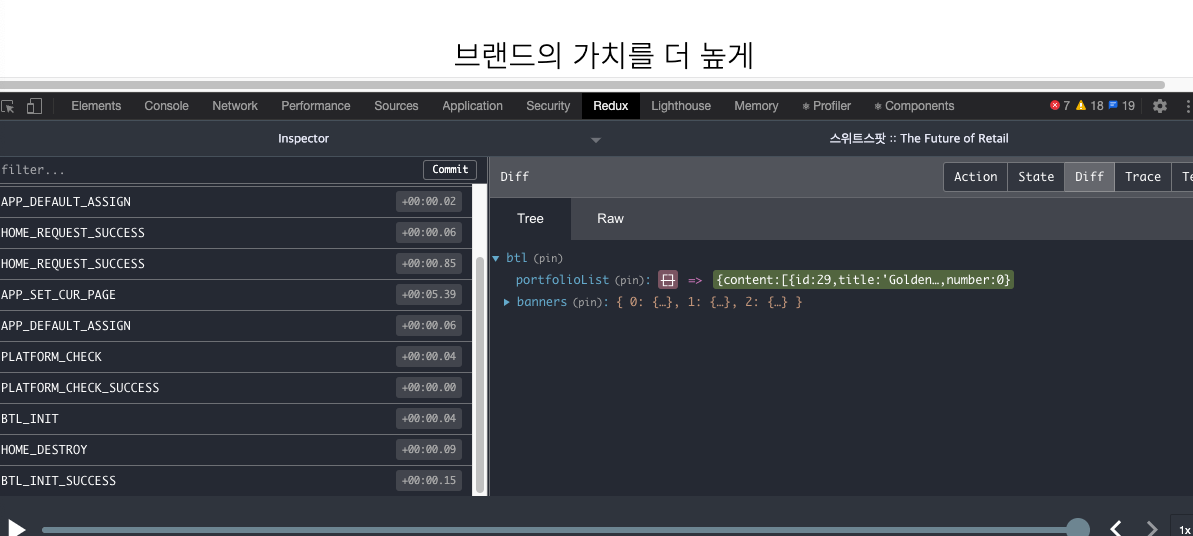 브랜드의 가치를 더 높게
Elements Console Network Performance Sources Application Security Redux Lighthouse Memory Profiler Components 7 18 19
Inspector 스위트스팟 :: The Future of Retail
filter... Commit Diff Action State Diff Trace Te
APP_DEFAULT_ASSIGN +00:00.02 Tree Raw
HOME_REQUEST_SUCCESS +00:00.06
HOME_REQUEST_SUCCESS +00:00.85 btl (pin)
portfolioList (pin): [] => {content:[{id:29,title:'Golden…,number:0}
APP_SET_CUR_PAGE +00:05.39 banners (pin): { 0: {…}, 1: {…}, 2: {…} }
APP_DEFAULT_ASSIGN +00:00.06
PLATFORM_CHECK +00:00.04
PLATFORM_CHECK_SUCCESS +00:00.00
BTL_INIT +00:00.04
HOME_DESTROY +00:00.09
BTL_INIT_SUCCESS +00:00.15
1x